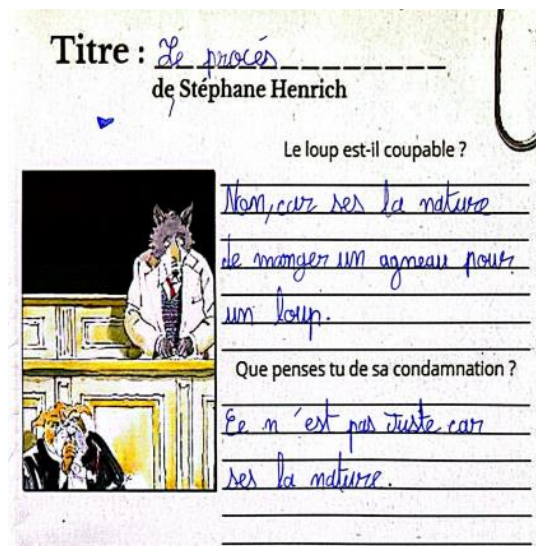 Titre : Le procès
de Stéphane Henrich
Le loup est-il coupable ?
Non, car ses la nature
de manger un agneau pour
un loup.
Que penses tu de sa condamnation ?
Ce n'est pas Juste car
ses la nature.